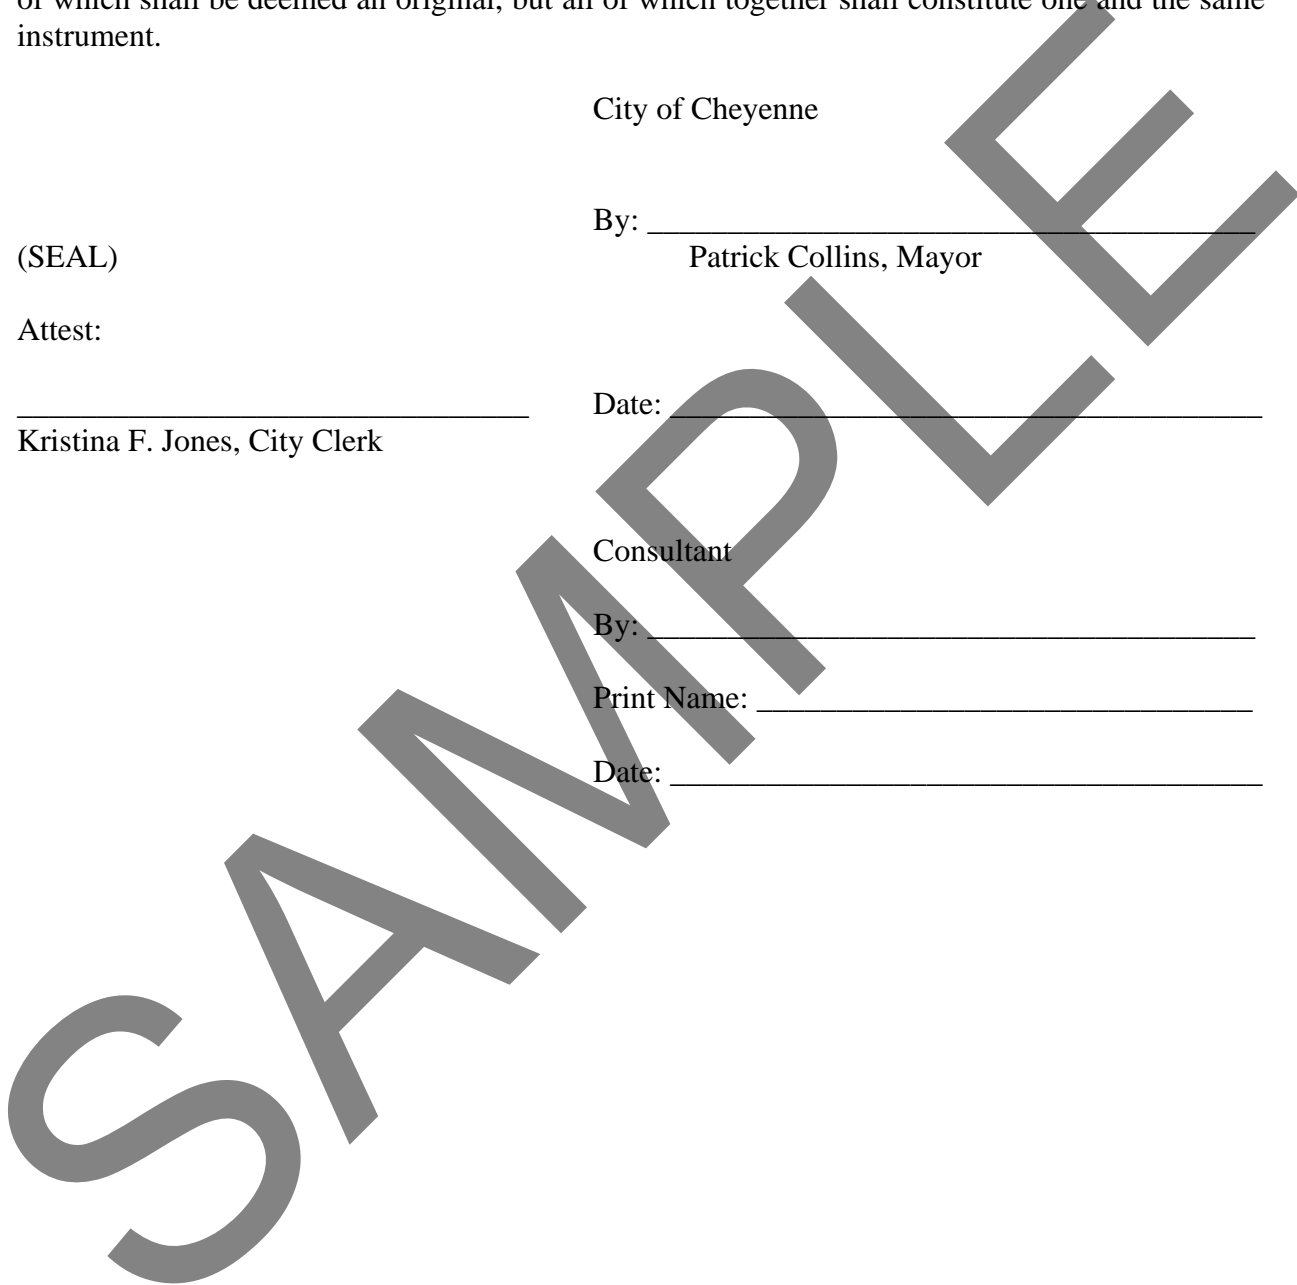 of which shall be deemed an original, but all of which together shall constitute one and the same
instrument.
City of Cheyenne
By: ______________________________________
(SEAL)
Patrick Collins, Mayor
Attest:
________________________________
Date: _____________________________________
Kristina F. Jones, City Clerk
Consultant
By: ______________________________________
Print Name: _______________________________
Date: _____________________________________
SAMPLE